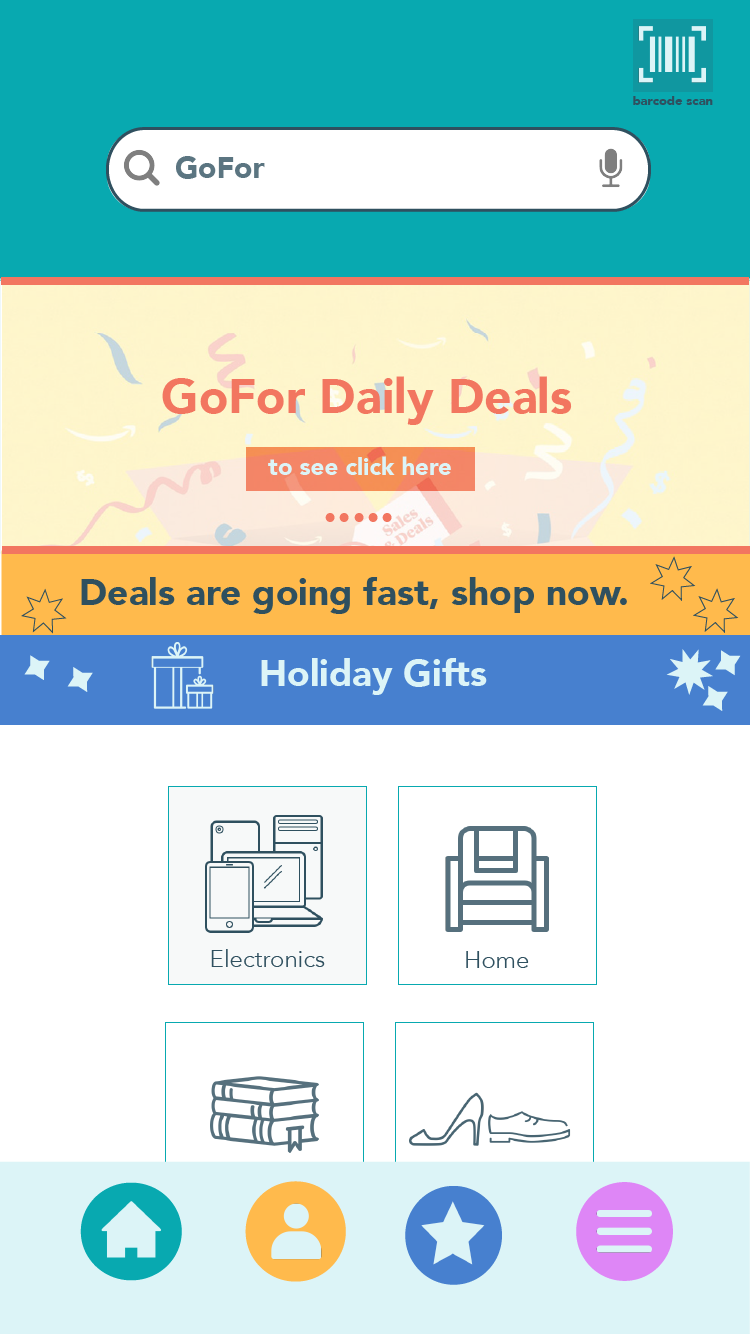 barcode scan
GoFor
GoFor Daily Deals
to see click here
Sales
& Deals
Deals are going fast, shop now.
Holiday Gifts
Electronics
Home